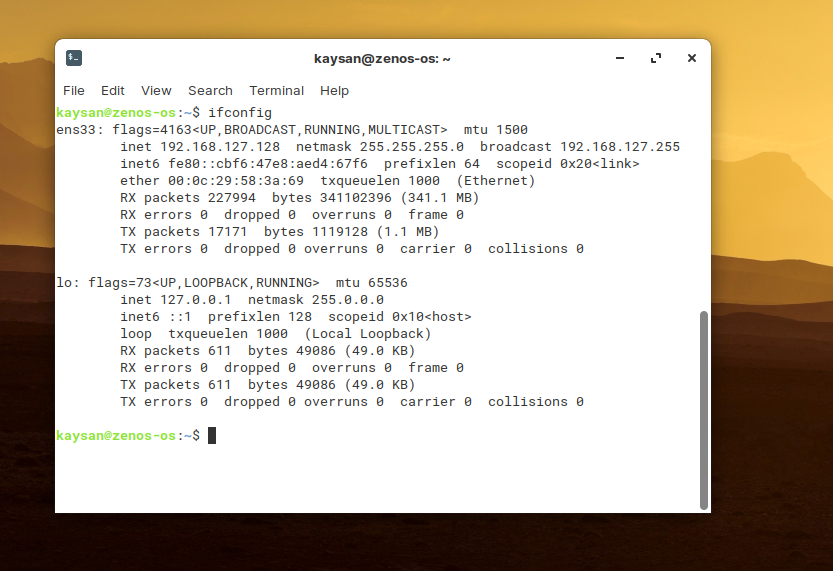 kaysan@zenos-os: ~
File Edit View Search Terminal Help
kaysan@zenos-os:~$ ifconfig
ens33: flags=4163<UP,BROADCAST,RUNNING,MULTICAST>  mtu 1500
        inet 192.168.127.128  netmask 255.255.255.0  broadcast 192.168.127.255
        inet6 fe80::cbf6:47e8:aed4:67f6  prefixlen 64  scopeid 0x20<link>
        ether 00:0c:29:58:3a:69  txqueuelen 1000  (Ethernet)
        RX packets 227994  bytes 341102396 (341.1 MB)
        RX errors 0  dropped 0  overruns 0  frame 0
        TX packets 17171  bytes 1119128 (1.1 MB)
        TX errors 0  dropped 0 overruns 0  carrier 0  collisions 0
lo: flags=73<UP,LOOPBACK,RUNNING>  mtu 65536
        inet 127.0.0.1  netmask 255.0.0.0
        inet6 ::1  prefixlen 128  scopeid 0x10<host>
        loop  txqueuelen 1000  (Local Loopback)
        RX packets 611  bytes 49086 (49.0 KB)
        RX errors 0  dropped 0  overruns 0  frame 0
        TX packets 611  bytes 49086 (49.0 KB)
        TX errors 0  dropped 0 overruns 0  carrier 0  collisions 0
kaysan@zenos-os:~$